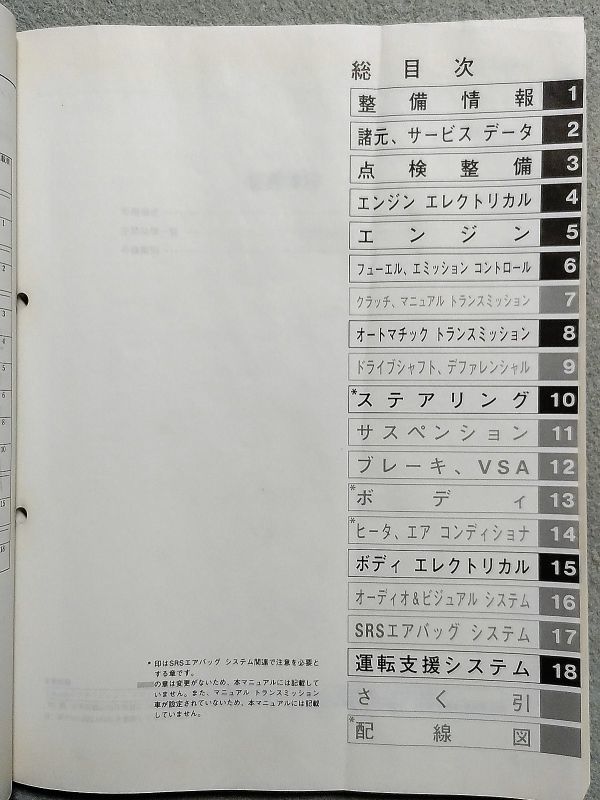 総目次
整備情報 1
諸元、サービス データ 2
点検整備 3
エンジン エレクトリカル 4
エンジン 5
フューエル、エミッション コントロール 6
クラッチ、マニュアル トランスミッション 7
オートマチック トランスミッション 8
ドライブシャフト、デファレンシャル 9
*ステアリング 10
サスペンション 11
ブレーキ、VSA 12
*ボディ 13
*ヒータ、エア コンディショナ 14
ボディ エレクトリカル 15
オーディオ&ビジュアル システム 16
SRSエアバッグ システム 17
運転支援システム 18
さく引
*配線図
* 印はSRSエアバッグ システム関連で注意を必要と
する章です。
の章は変更がないため、本マニュアルには記載して
いません。また、マニュアル トランスミッション
車が設定されていないため、本マニュアルには記載
していません。